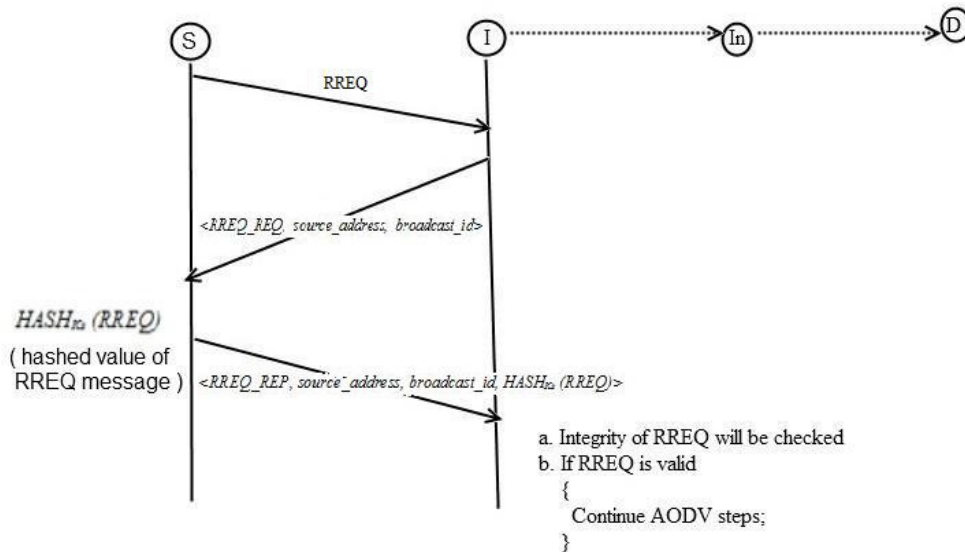 S
I
In
D
RREQ
<RREQ_REQ, source_address, broadcast_id>
HASH (RREQ)
( hashed value of
RREQ message )
<RREQ_REP, source_address, broadcast_id, HASH (RREQ)>
a. Integrity of RREQ will be checked
b. If RREQ is valid
{
Continue AODV steps;
}